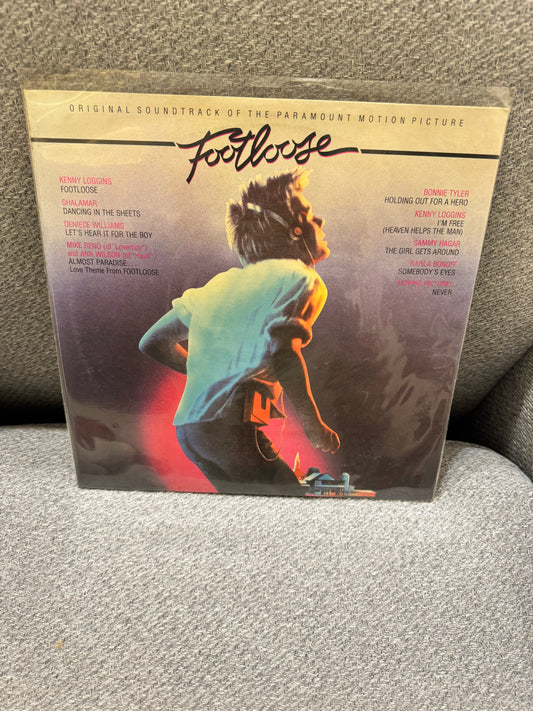 ORIGINAL SOUNDTRACK OF THE PARAMOUNT MOTION PICTURE
Footloose
KENNY LOGGINS
FOOTLOOSE
SHALAMAR
DANCING IN THE SHEETS
DENIECE WILLIAMS
LET'S HEAR IT FOR THE BOY
MIKE RENO (of "Loverboy")
and ANN WILSON (of "Heart")
ALMOST PARADISE...
Love Theme From FOOTLOOSE
BONNIE TYLER
HOLDING OUT FOR A HERO
KENNY LOGGINS
I'M FREE
(HEAVEN HELPS THE MAN)
SAMMY HAGAR
THE GIRL GETS AROUND
KARLA BONOFF
SOMEBODY'S EYES
MOVING PICTURES
NEVER